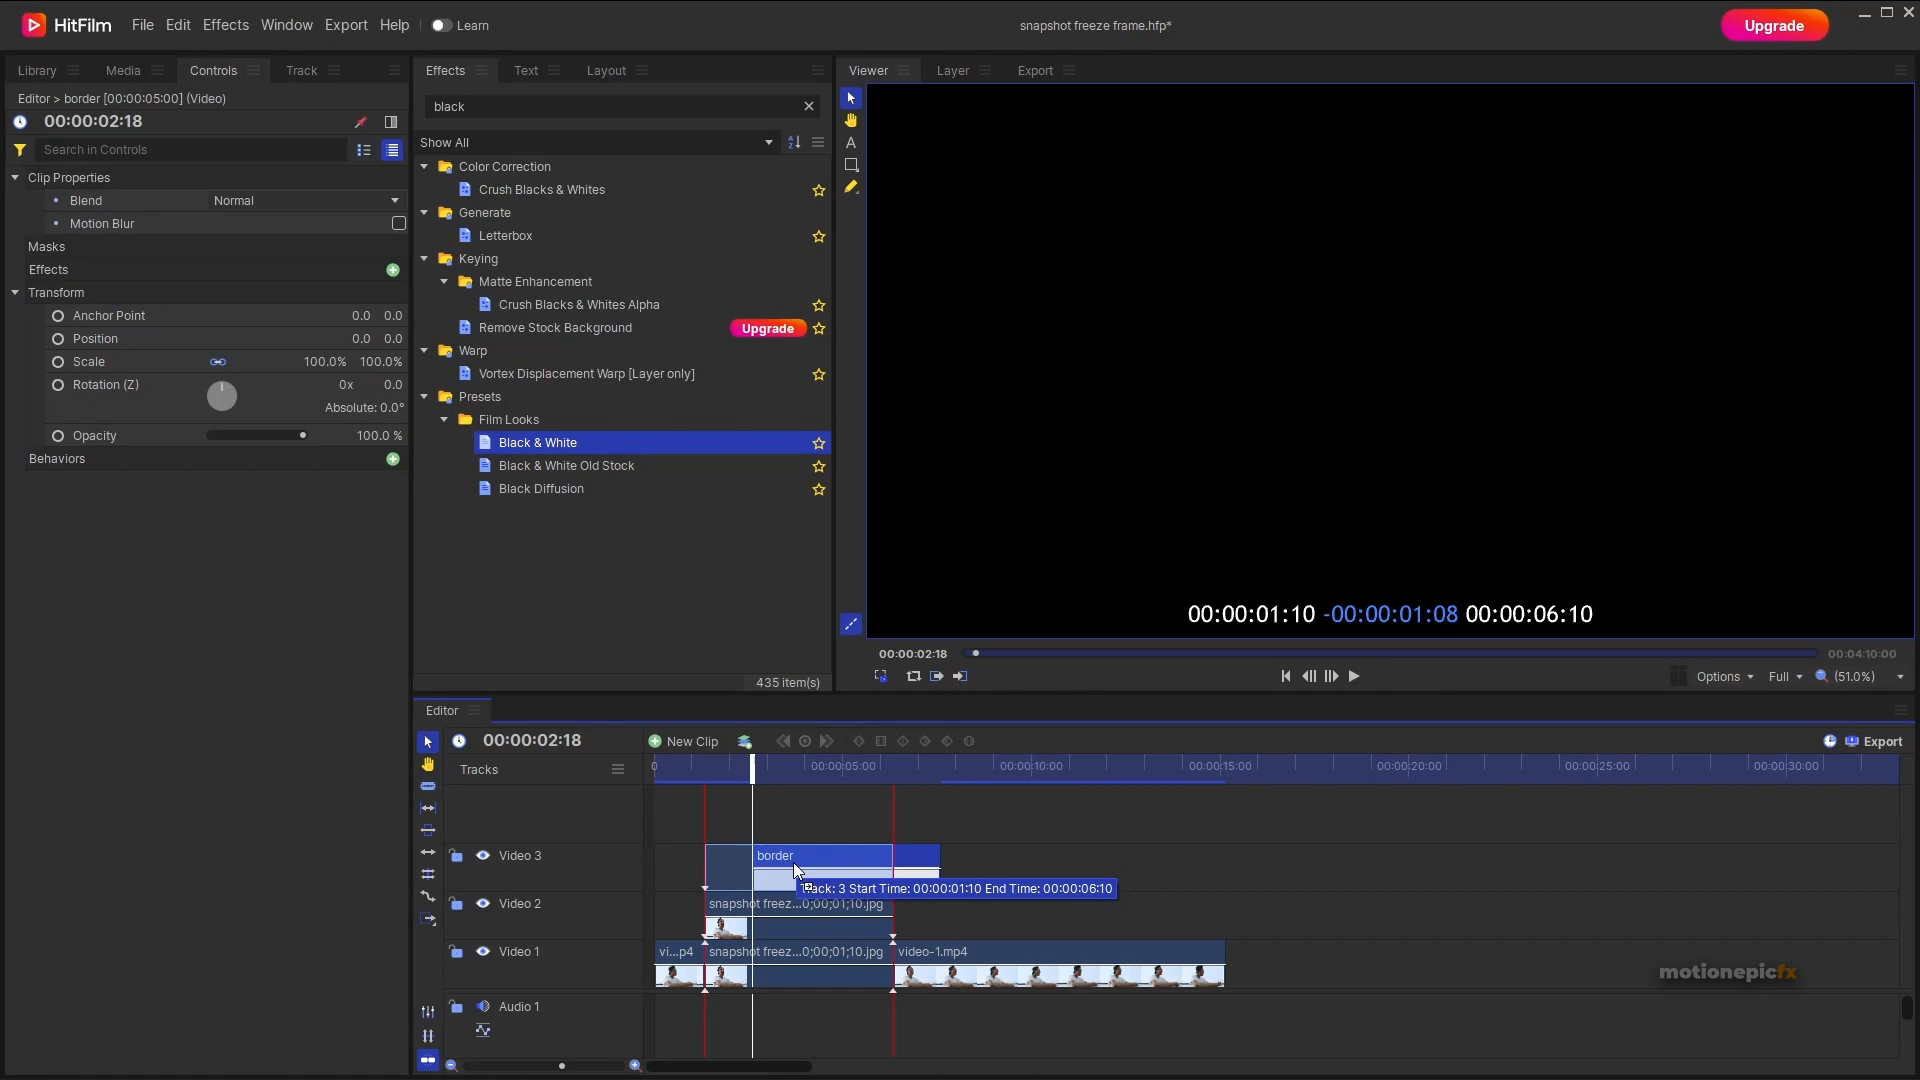 HitFilm File Edit Effects Window Export Help Learn snapshot freeze frame.hfp* Upgrade
Library Media Controls Track
Editor > border [00:00:05:00] (Video)
00:00:02:18
Search in Controls
Clip Properties
Blend Normal
Motion Blur
Masks
Effects
Transform
Anchor Point 0.0 0.0
Position 0.0 0.0
Scale 100.0% 100.0%
Rotation (Z) 0x 0.0
Absolute: 0.0°
Opacity 100.0 %
Behaviors
Effects Text Layout
black
Show All
Color Correction
Crush Blacks & Whites
Generate
Letterbox
Keying
Matte Enhancement
Crush Blacks & Whites Alpha
Remove Stock Background Upgrade
Warp
Vortex Displacement Warp [Layer only]
Presets
Film Looks
Black & White
Black & White Old Stock
Black Diffusion
435 item(s)
Viewer Layer Export
A
00:00:01:10 -00:00:01:08 00:00:06:10
00:00:02:18 00:04:10:00
Options Full (51.0%)
Editor
00:00:02:18 New Clip Export
Tracks 0 00:00:05:00 00:00:10:00 00:00:15:00 00:00:20:00 00:00:25:00 00:00:30:00
Video 3 border
Track: 3 Start Time: 00:00:01:10 End Time: 00:00:06:10
Video 2 snapshot freez...0;00;01;10.jpg
Video 1 vi...p4 snapshot freez...0;00;01;10.jpg video-1.mp4
motionepicfx
Audio 1